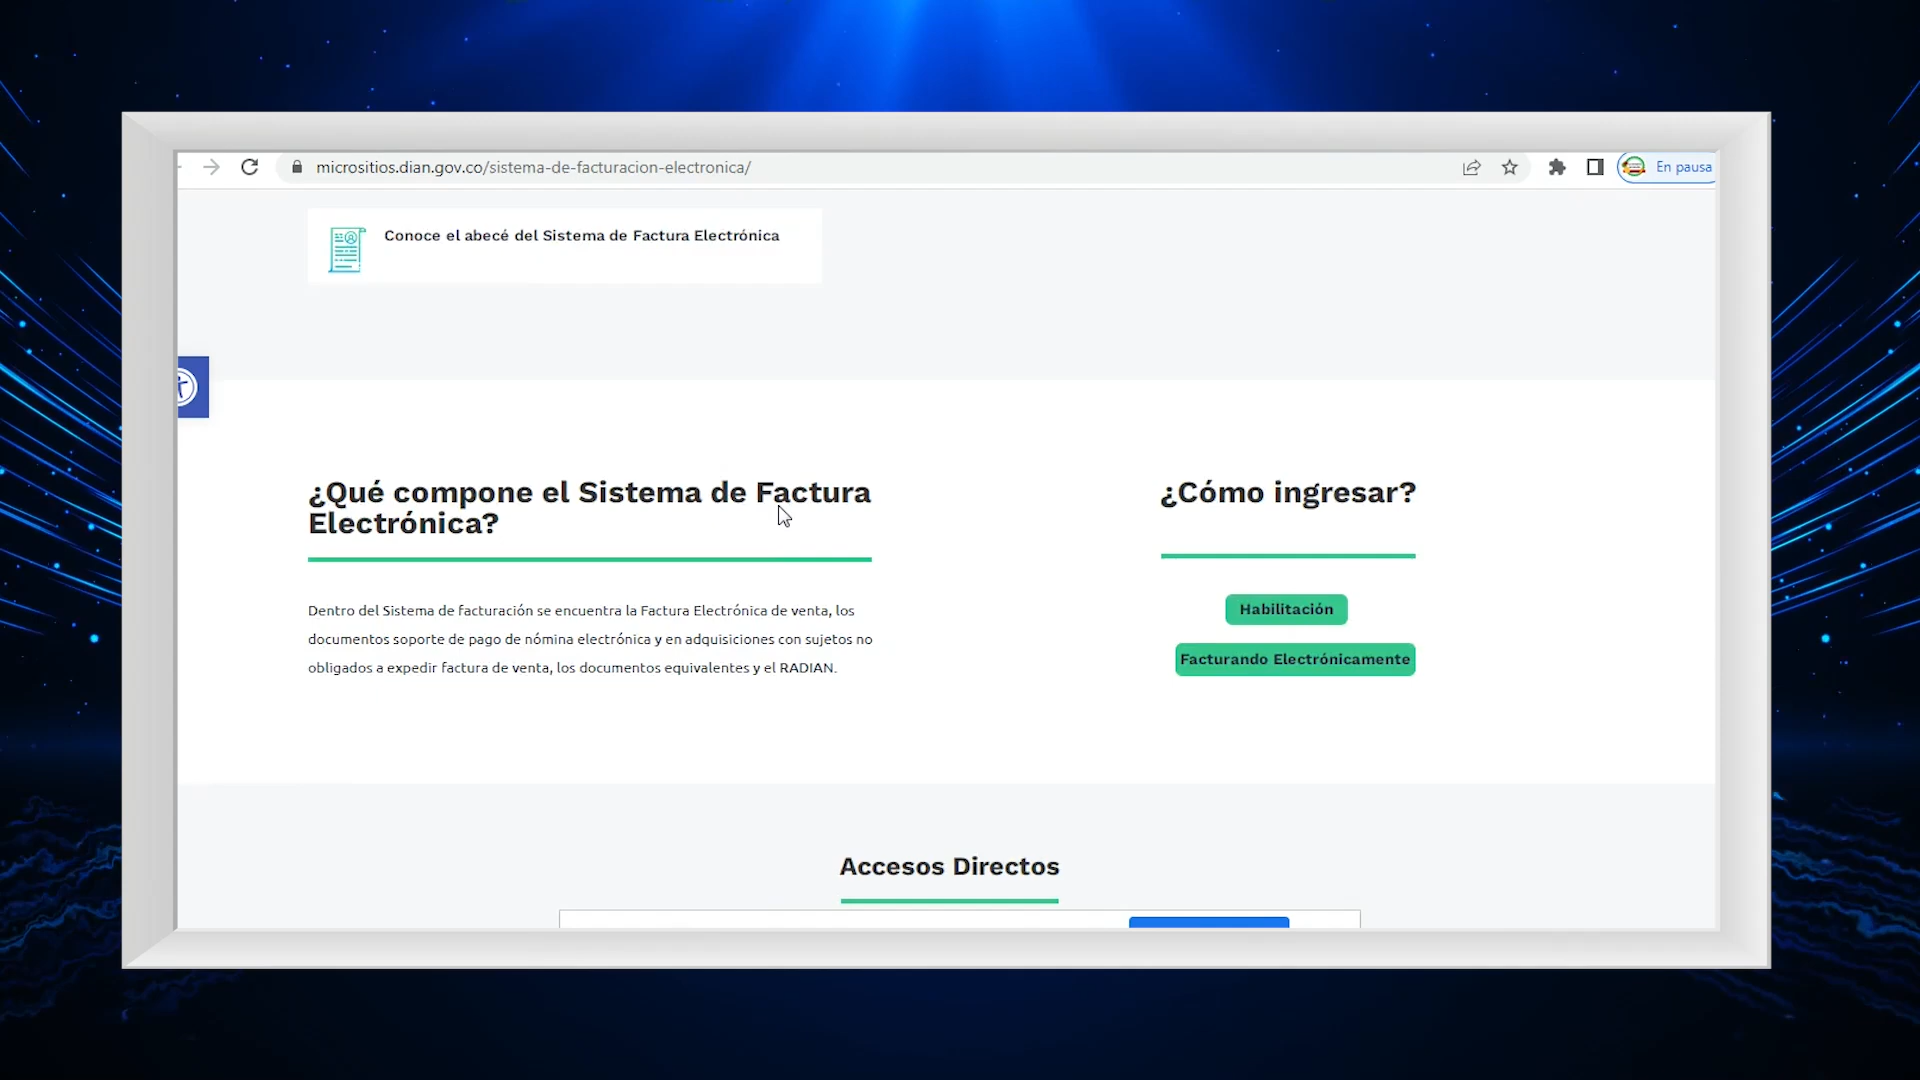 micrositios.dian.gov.co/sistema-de-facturacion-electronica/
En pausa
Conoce el abecé del Sistema de Factura Electrónica
¿Qué compone el Sistema de Factura
Electrónica?
Dentro del Sistema de facturación se encuentra la Factura Electrónica de venta, los
documentos soporte de pago de nómina electrónica y en adquisiciones con sujetos no
obligados a expedir factura de venta, los documentos equivalentes y el RADIAN.
¿Cómo ingresar?
Habilitación
Facturando Electrónicamente
Accesos Directos